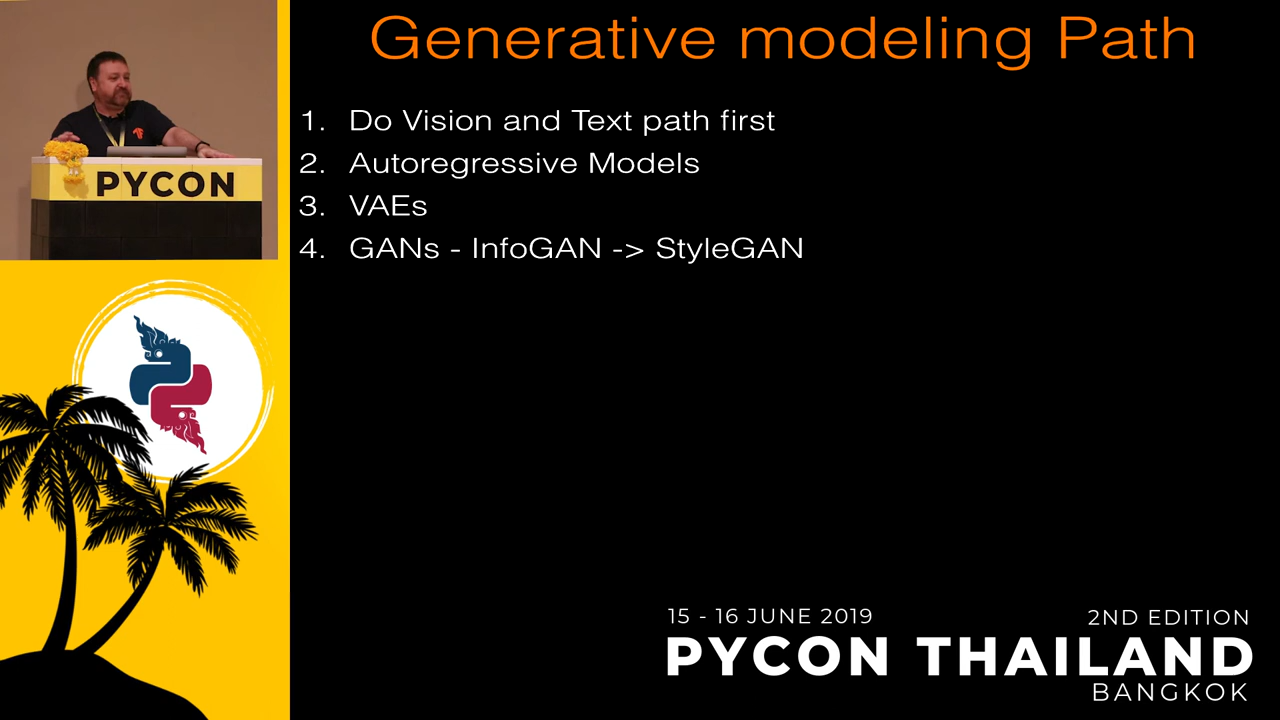 Generative modeling Path
1. Do Vision and Text path first
2. Autoregressive Models
3. VAEs
4. GANs - InfoGAN -> StyleGAN
PYCON
15 - 16 JUNE 2019
2ND EDITION
PYCON THAILAND
BANGKOK